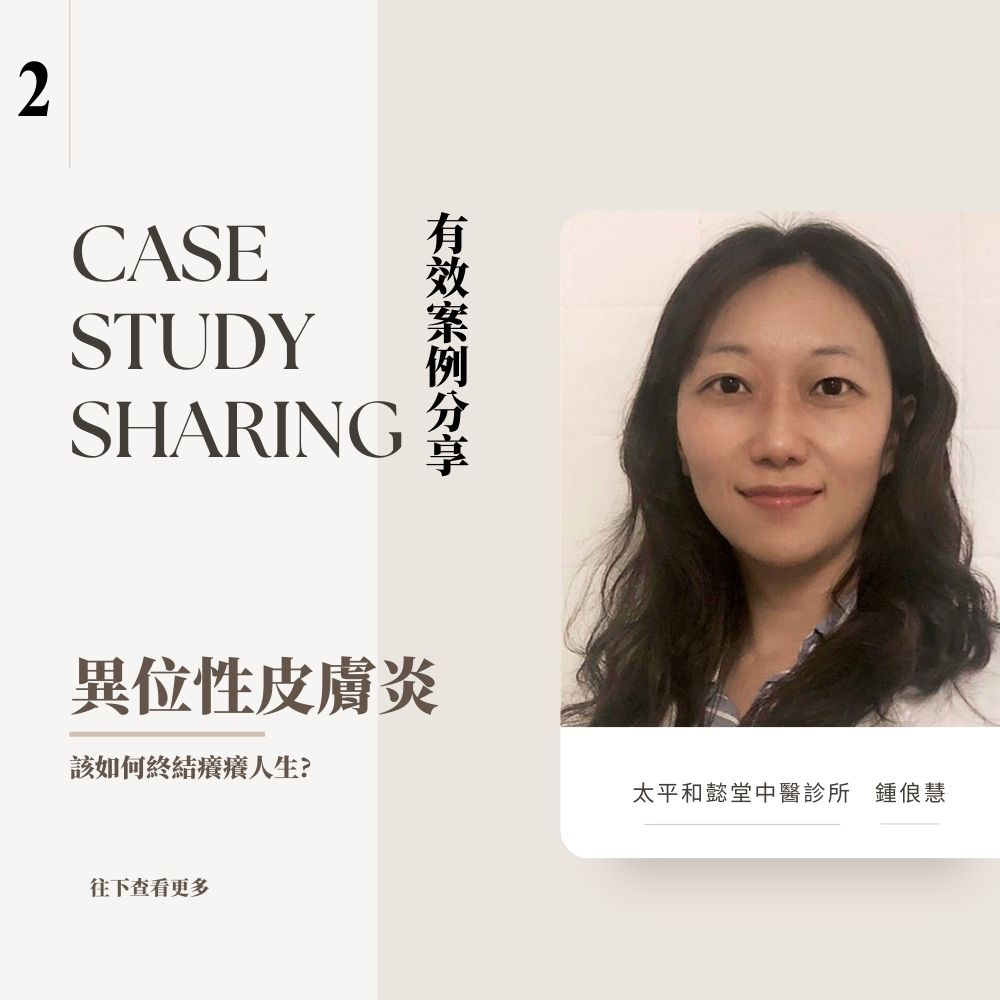 2
CASE
STUDY
SHARING
有效案例分享
異位性皮膚炎
該如何終結癢癢人生?
往下查看更多
太平和懿堂中醫診所 鍾俍慧